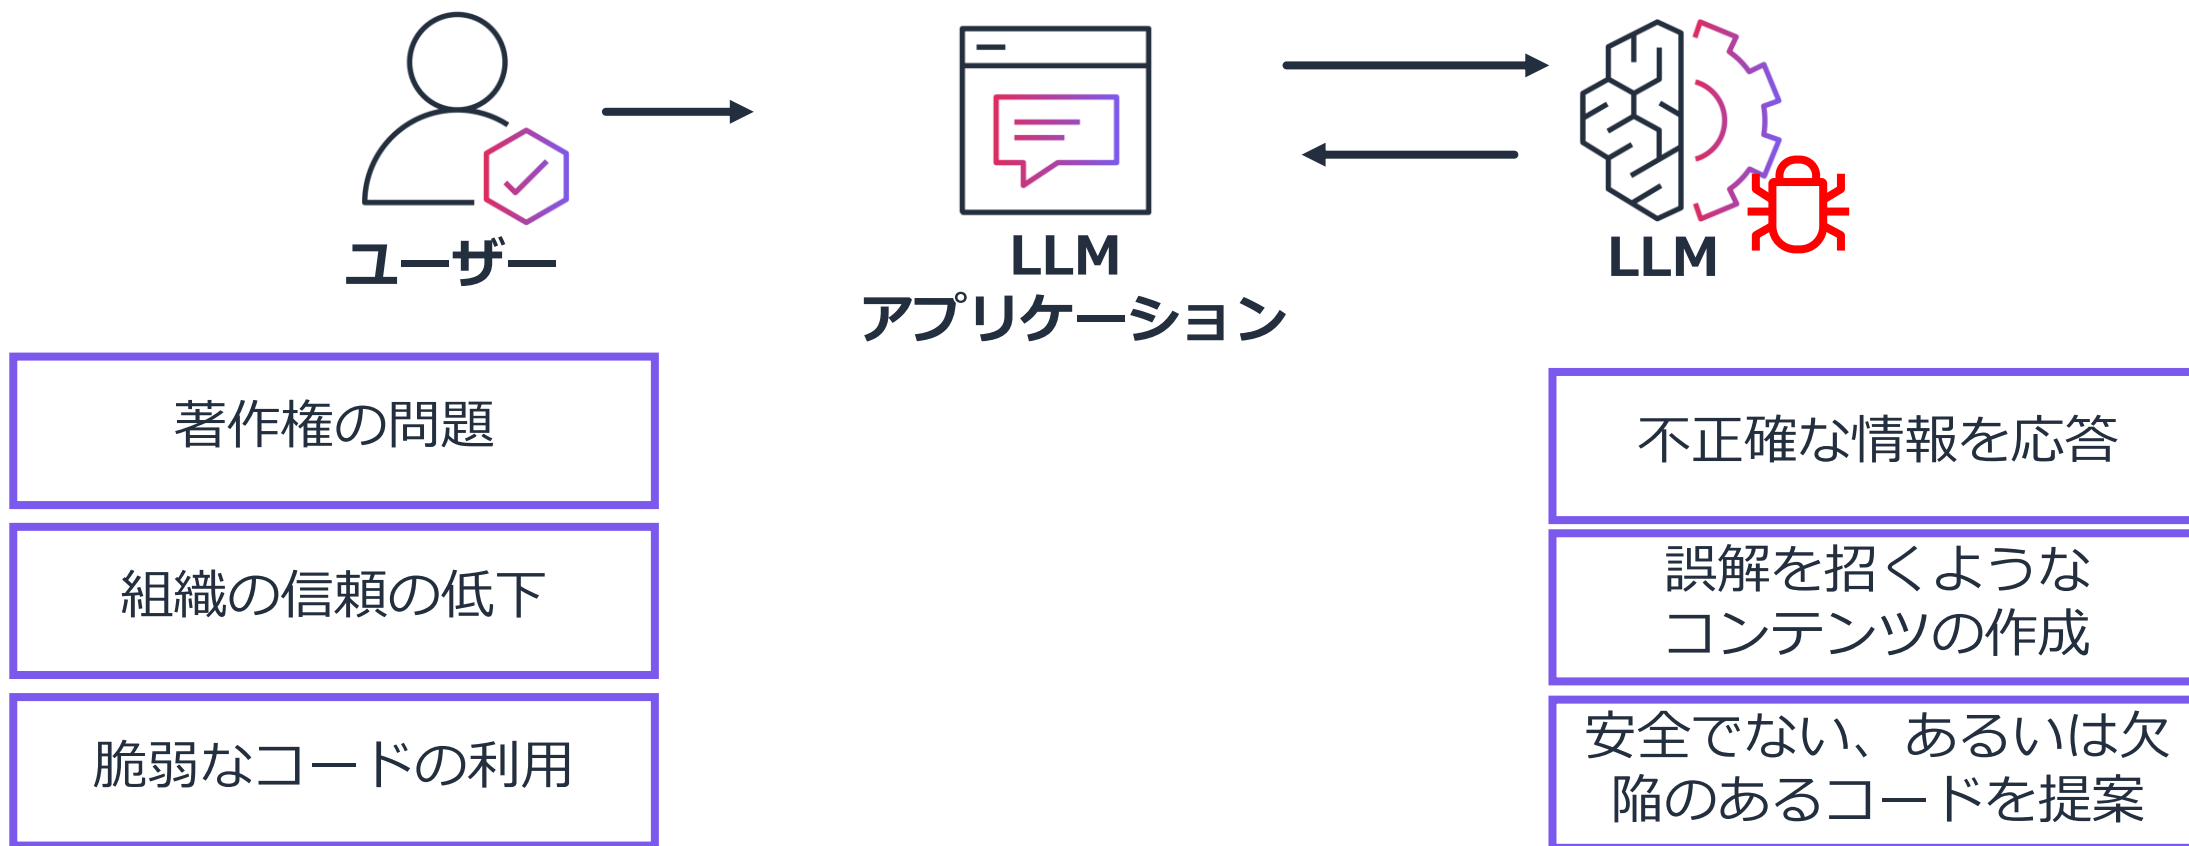 ユーザー
LLM
アプリケーション
LLM
著作権の問題
組織の信頼の低下
脆弱なコードの利用
不正確な情報を応答
誤解を招くような
コンテンツの作成
安全でない、あるいは欠
陥のあるコードを提案